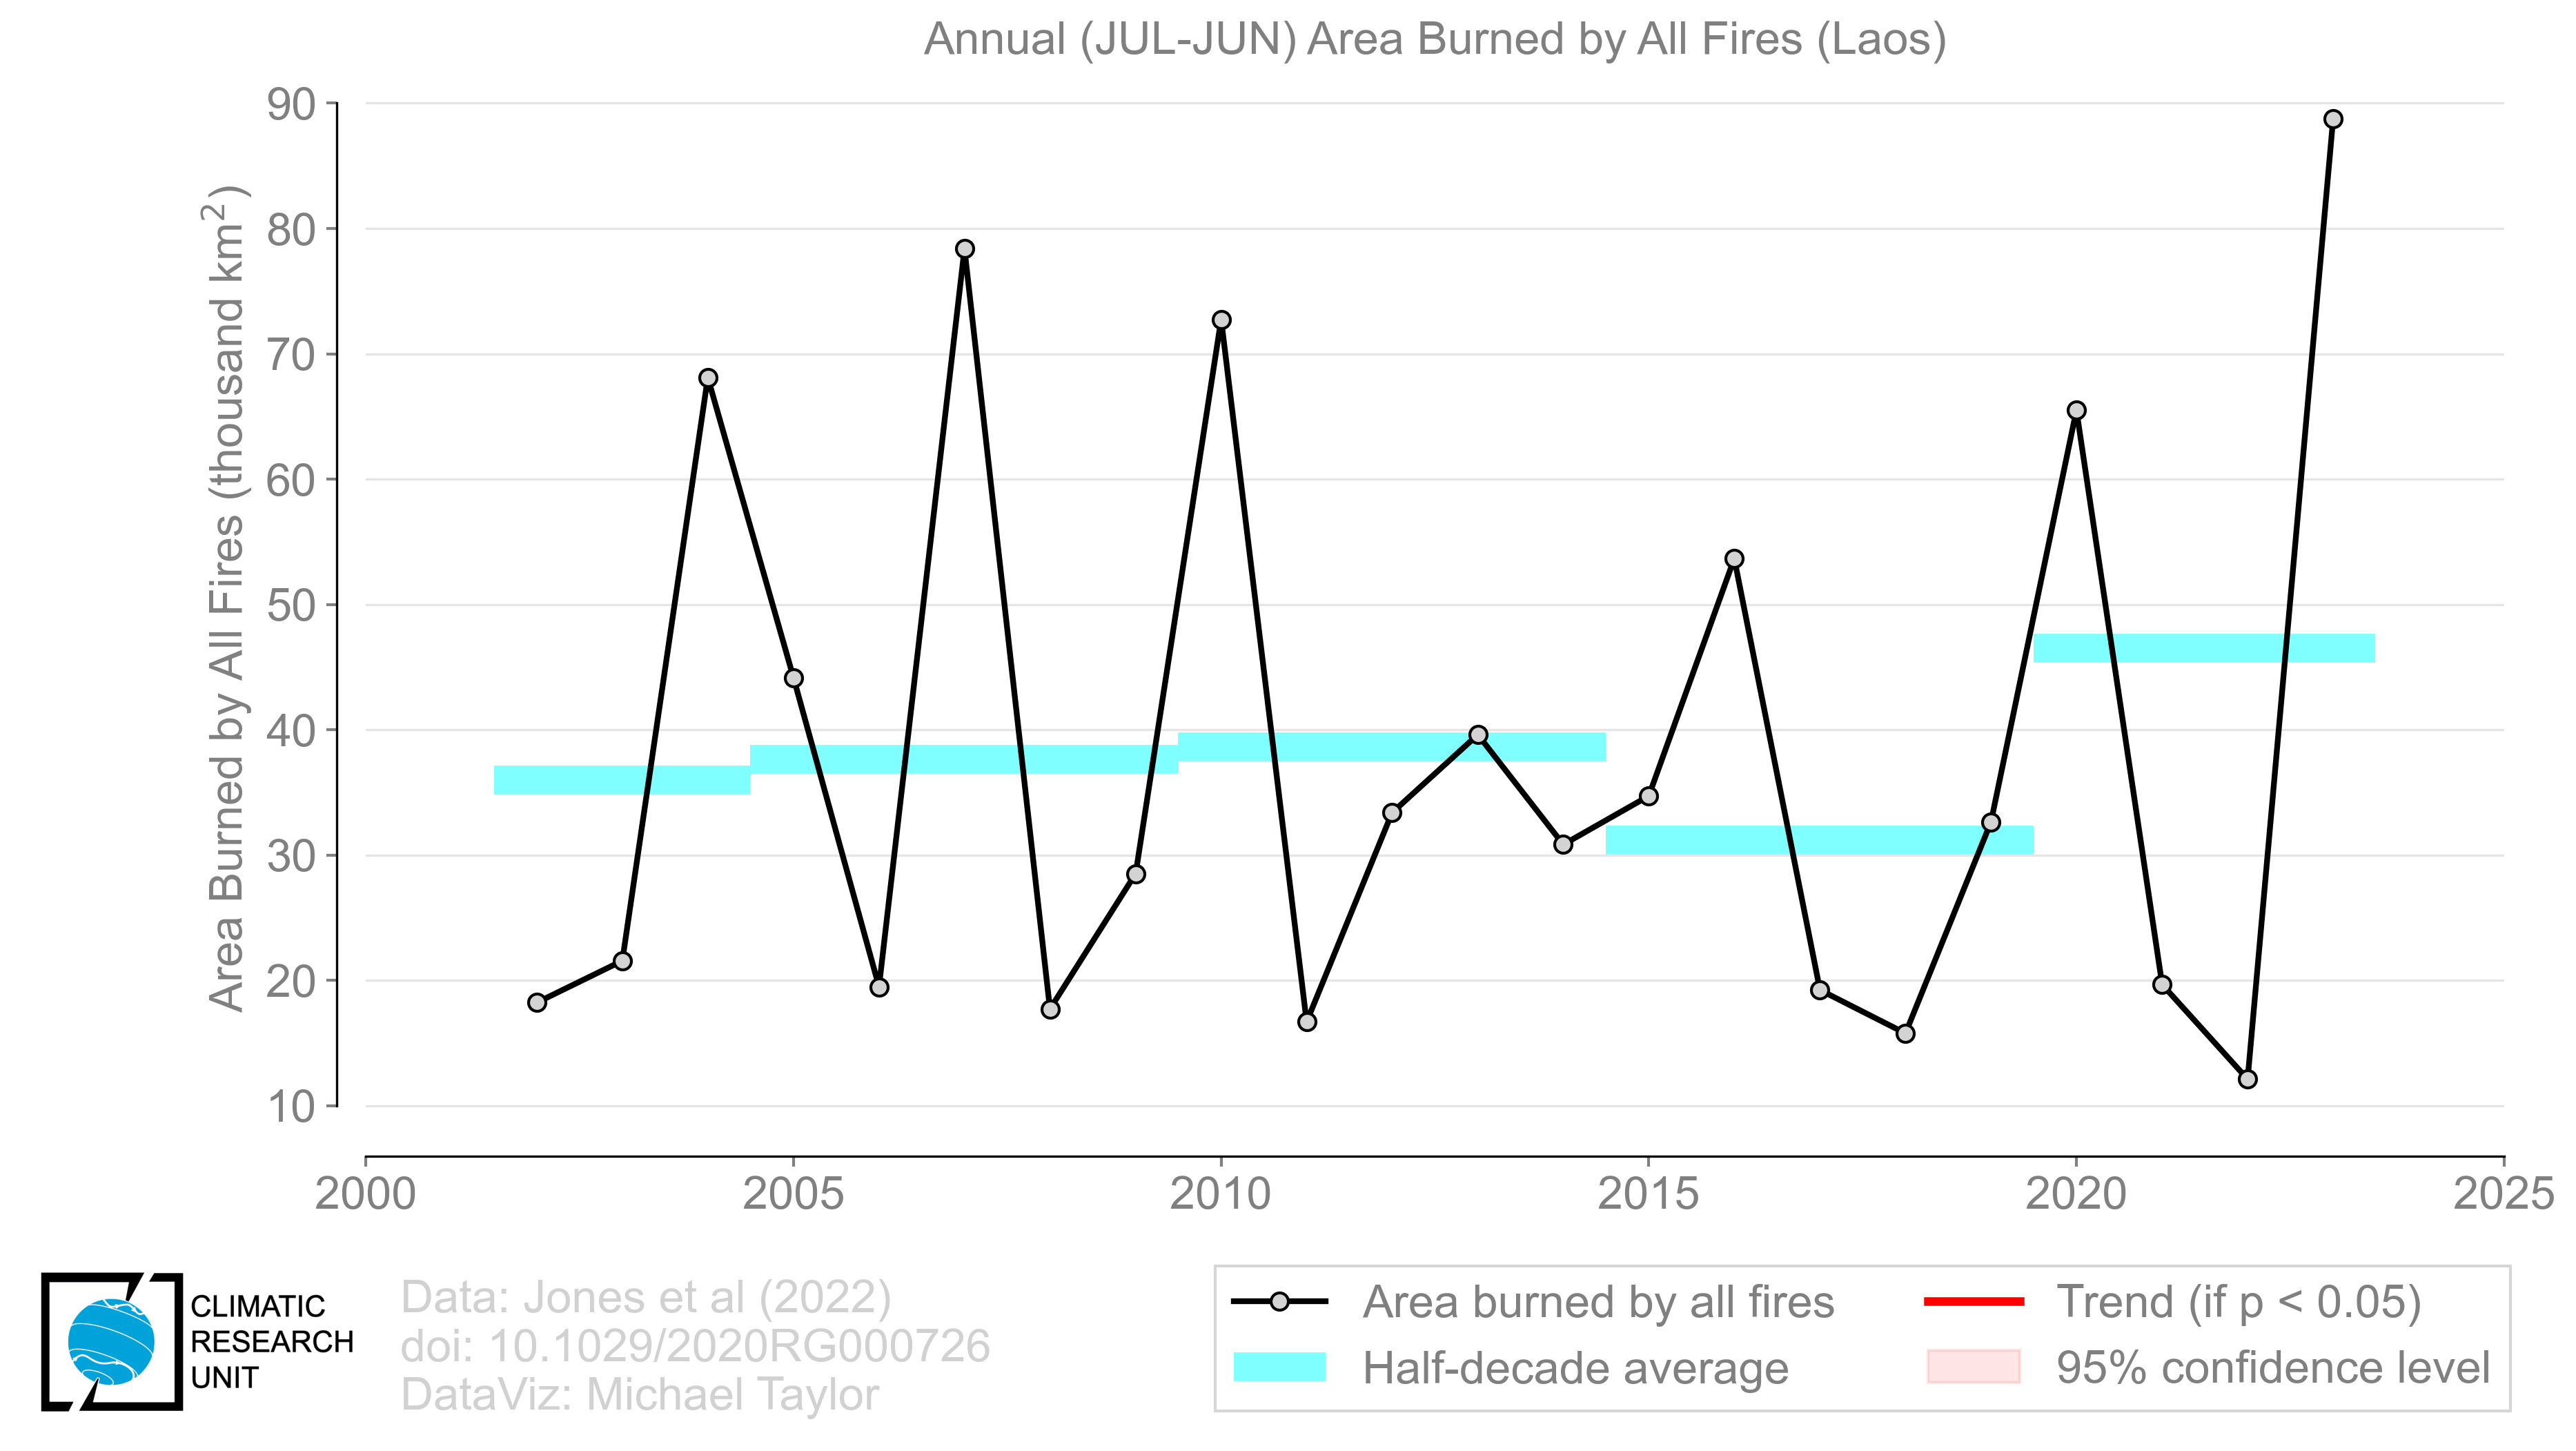 Annual (JUL-JUN) Area Burned by All Fires (Laos)
Area Burned by All Fires (thousand km²)
90
80
70
60
50
40
30
20
10
2000 2005 2010 2015 2020 2025
CLIMATIC
RESEARCH
UNIT
Data: Jones et al (2022)
doi: 10.1029/2020RG000726
DataViz: Michael Taylor
Area burned by all fires
Half-decade average
Trend (if p < 0.05)
95% confidence level